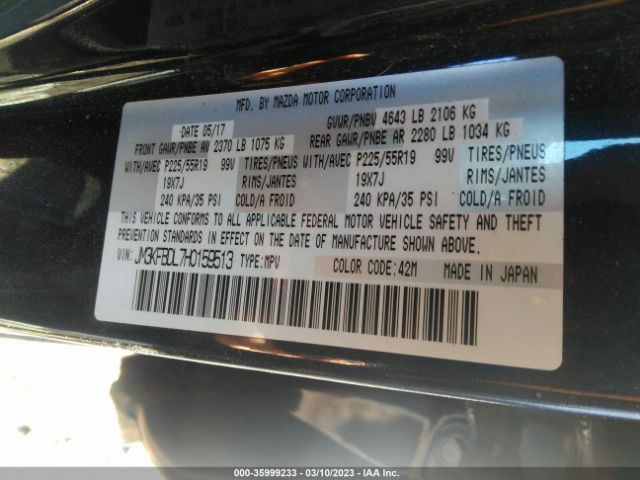 MFD. BY MAZDA MOTOR CORPORATION
DATE 05/17
GVWR/PNBV 4643 LB 2106 KG
FRONT GAWR/PNBE AV 2370 LB 1075 KG
REAR GAWR/PNBE AR 2280 LB 1034 KG
WITH/AVEC P225/55R19 99V TIRES/PNEUS
19X7J RIMS/JANTES
240 KPA/35 PSI COLD/A FROID
WITH/AVEC P225/55R19 99V TIRES/PNEUS
19X7J RIMS/JANTES
240 KPA/35 PSI COLD/A FROID
THIS VEHICLE CONFORMS TO ALL APPLICABLE FEDERAL MOTOR VEHICLE SAFETY AND THEFT
PREVENTION STANDARDS IN EFFECT ON THE DATE OF MANUFACTURE SHOWN ABOVE.
VIN: JM3KFBDL7H0159513 TYPE:MPV COLOR CODE:42M MADE IN JAPAN
000-35999233 - 03/10/2023 - IAA Inc.